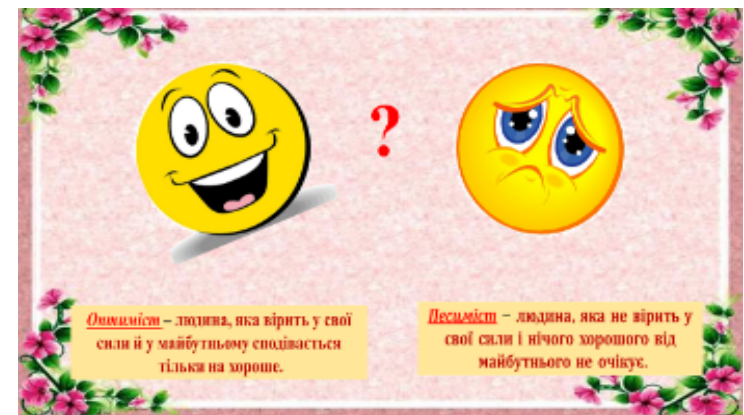 ?
Оптиміст – людина, яка вірить у свої
сили й у майбутньому сподівається
тільки на хороше.
Песиміст – людина, яка не вірить у
свої сили і нічого хорошого від
майбутнього не очікує.